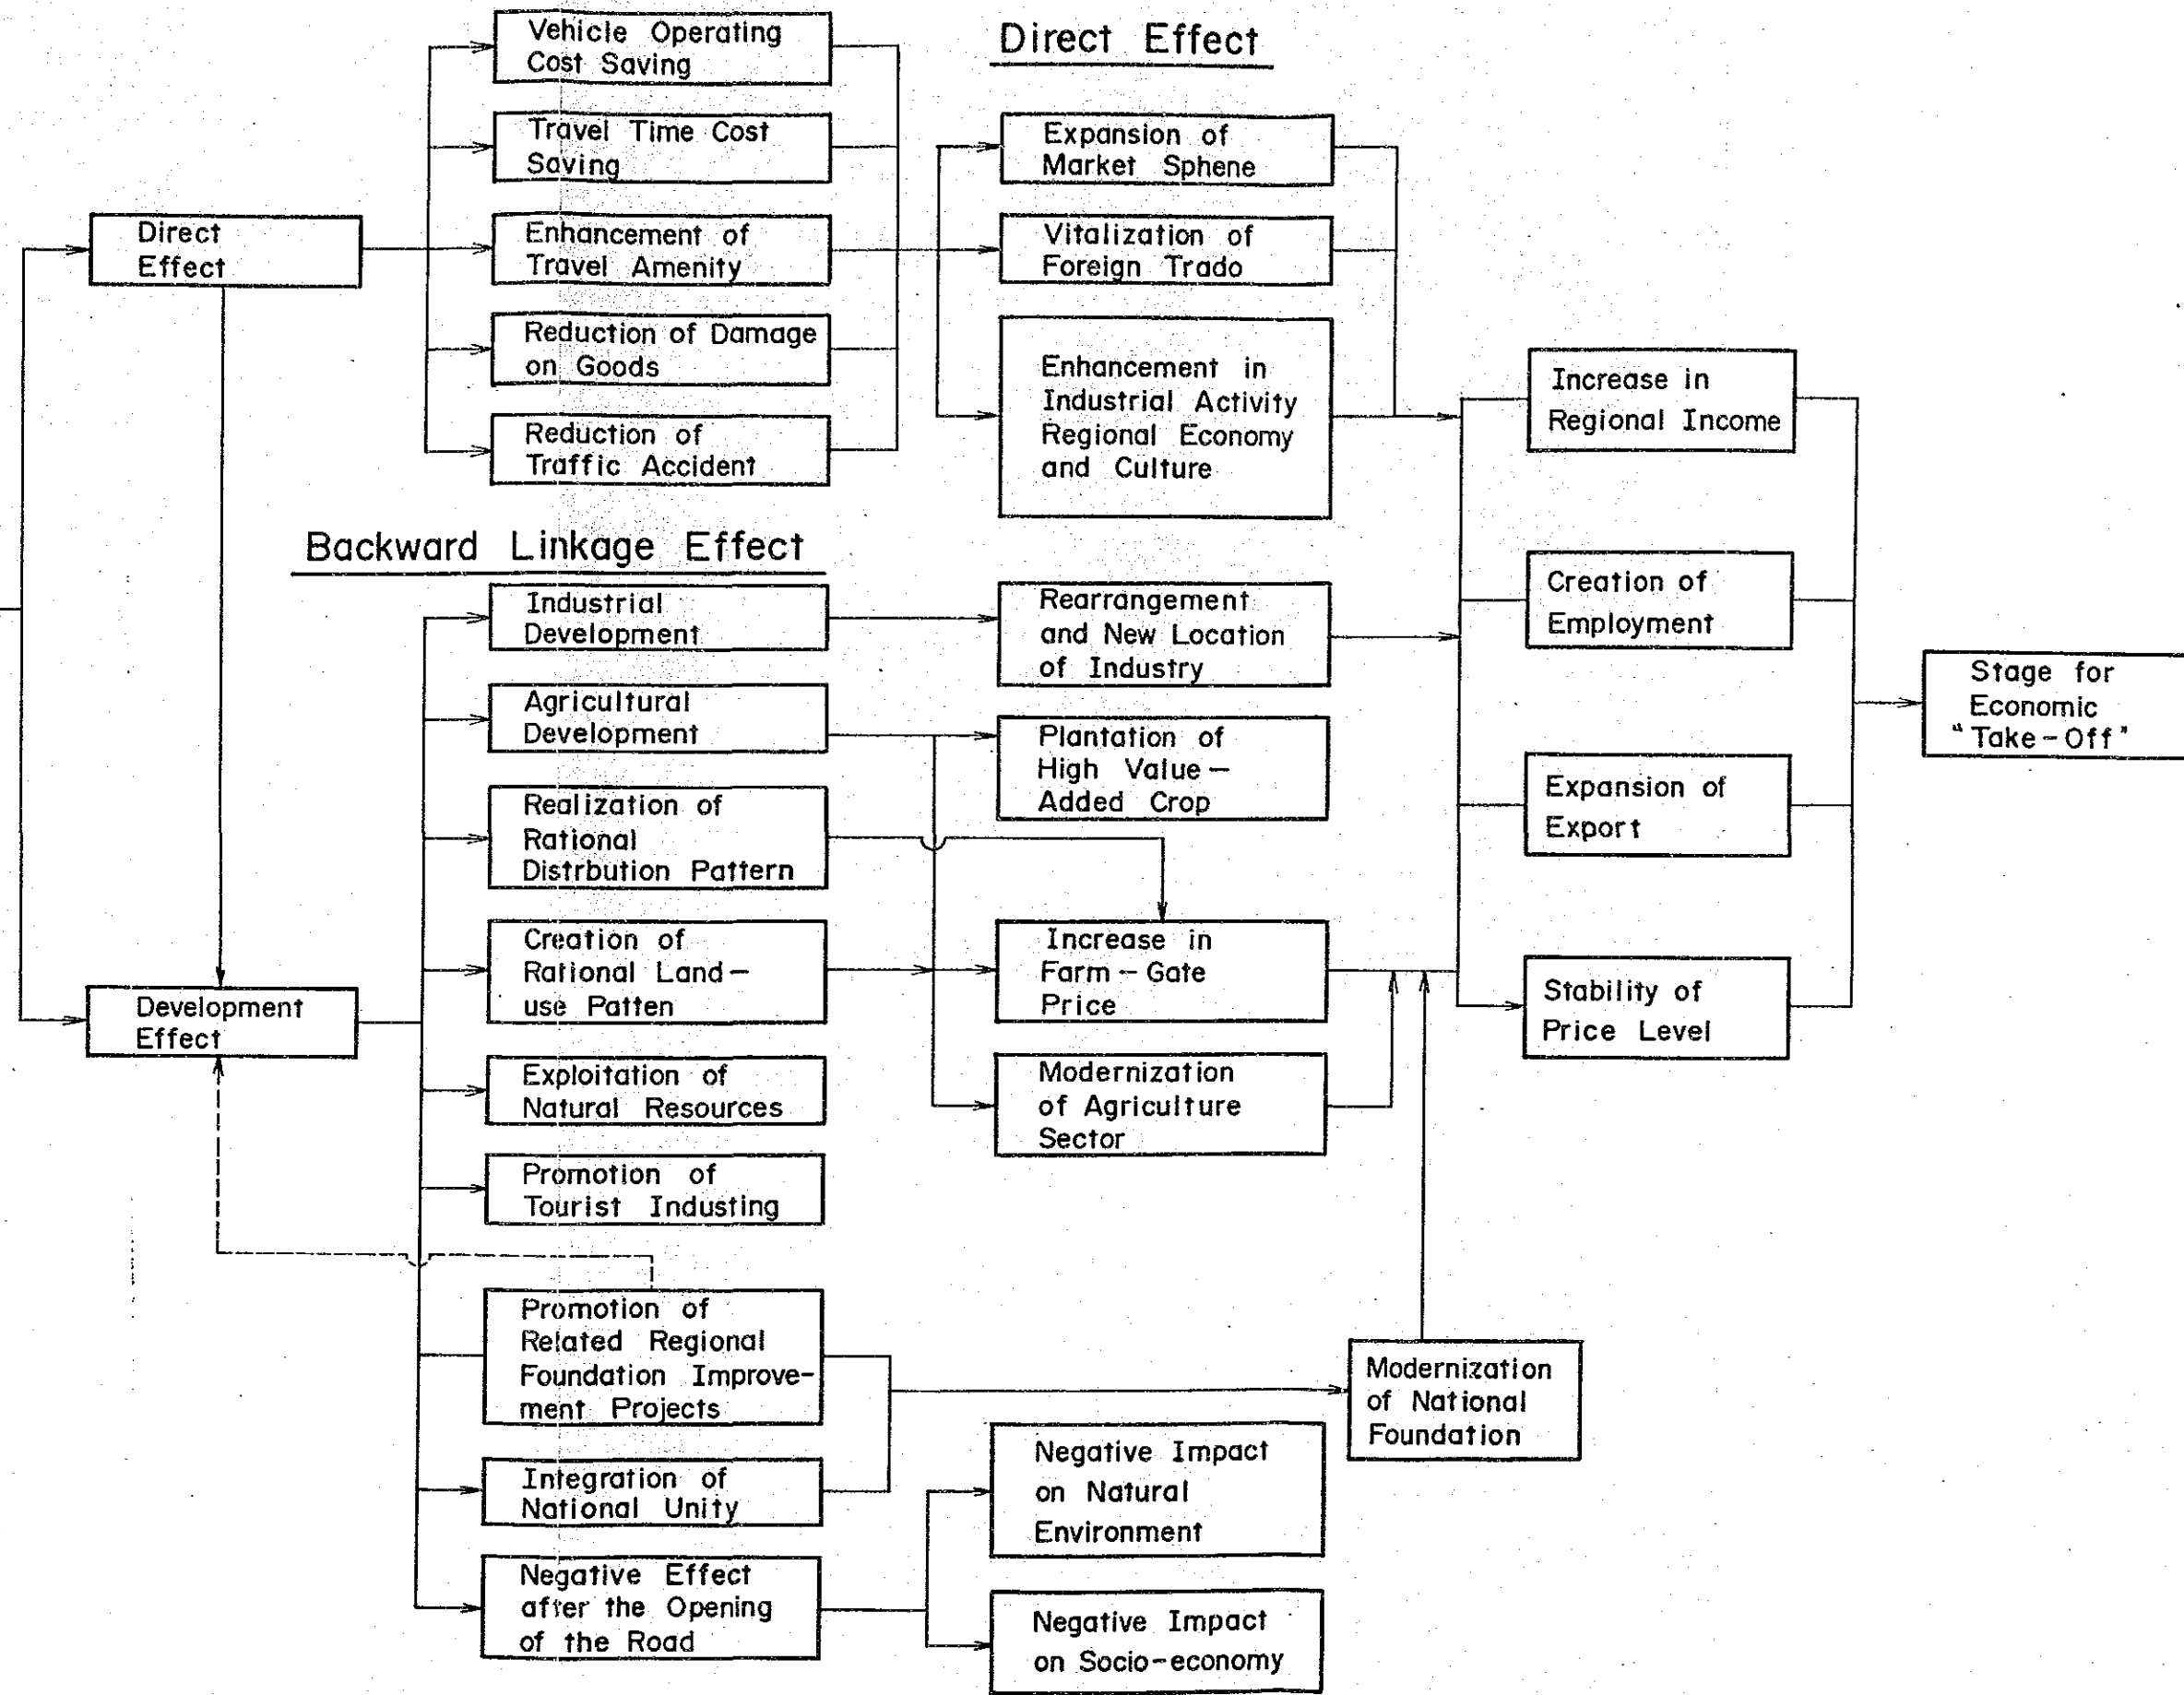 Direct Effect
Vehicle Operating
Cost Saving
Travel Time Cost
Saving
Expansion of
Market Sphene
Direct
Effect
Enhancement of
Travel Amenity
Vitalization of
Foreign Trado
Reduction of Damage
on Goods
Enhancement in
Industrial Activity
Regional Economy
and Culture
Increase in
Regional Income
Reduction of
Traffic Accident
Backward Linkage Effect
Industrial
Development
Rearrangement
and New Location
of Industry
Creation of
Employment
Agricultural
Development
Plantation of
High Value-
Added Crop
Stage for
Economic
"Take-Off"
Realization of
Rational
Distrbution Pattern
Expansion of
Export
Creation of
Rational Land-
use Patten
Increase in
Farm-Gate
Price
Stability of
Price Level
Development
Effect
Exploitation of
Natural Resources
Modernization
of Agriculture
Sector
Promotion of
Tourist Industing
Promotion of
Related Regional
Foundation Improve-
ment Projects
Modernization
of National
Foundation
Integration of
National Unity
Negative Impact
on Natural
Environment
Negative Effect
after the Opening
of the Road
Negative Impact
on Socio-economy